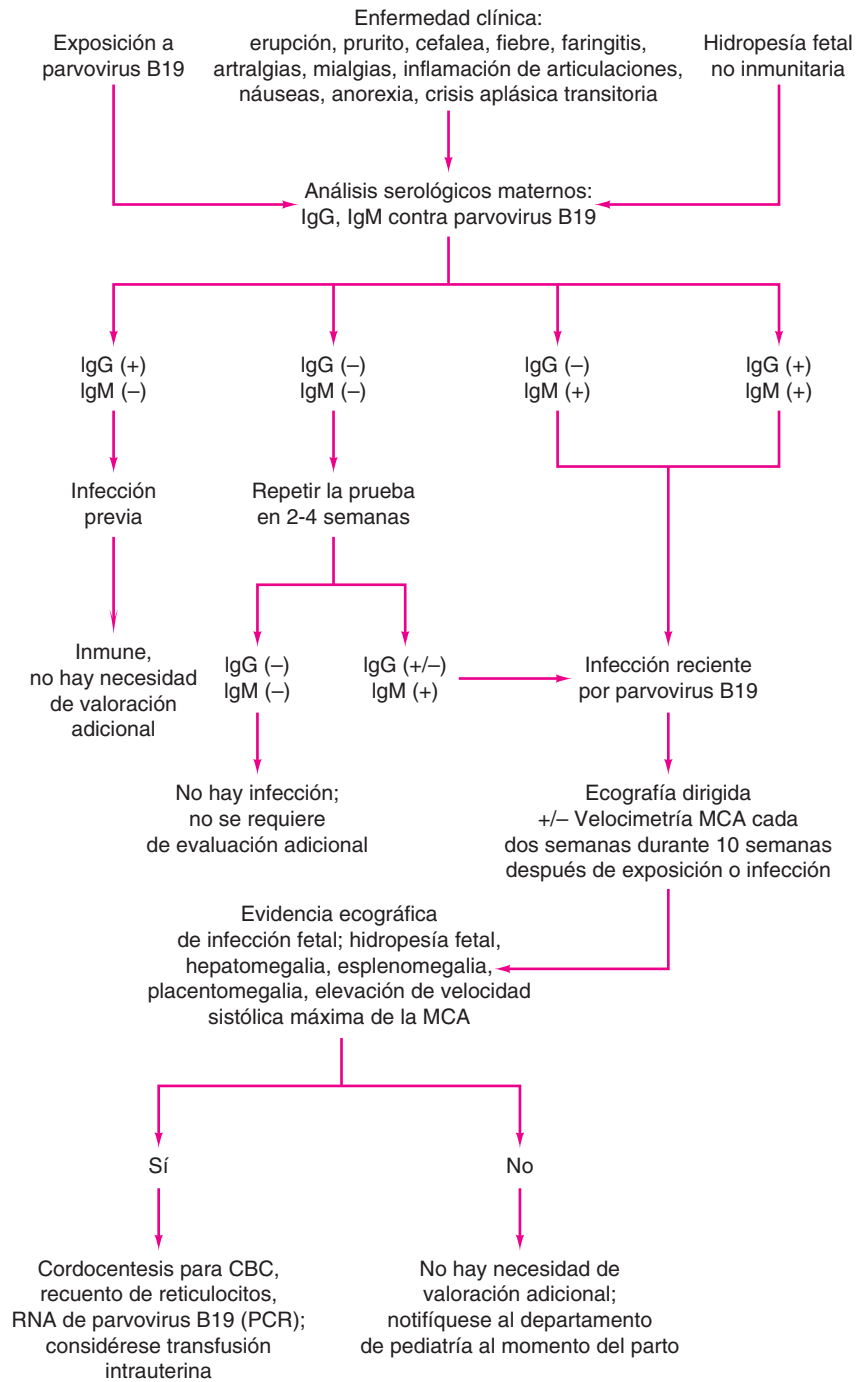 Exposición a
parvovirus B19
Enfermedad clínica:
erupción, prurito, cefalea, fiebre, faringitis,
artralgias, mialgias, inflamación de articulaciones,
náuseas, anorexia, crisis aplásica transitoria
Hidropesía fetal
no inmunitaria
Análisis serológicos maternos:
IgG, IgM contra parvovirus B19
IgG (+)
IgM (–)
IgG (–)
IgM (–)
IgG (–)
IgM (+)
IgG (+)
IgM (+)
Infección
previa
Repetir la prueba
en 2-4 semanas
Inmune,
no hay necesidad
de valoración
adicional
IgG (–)
IgM (–)
IgG (+/–)
IgM (+)
Infección reciente
por parvovirus B19
No hay infección;
no se requiere
de evaluación adicional
Ecografía dirigida
+/– Velocimetría MCA cada
dos semanas durante 10 semanas
después de exposición o infección
Evidencia ecográfica
de infección fetal; hidropesía fetal,
hepatomegalia, esplenomegalia,
placentomegalia, elevación de velocidad
sistólica máxima de la MCA
Sí
No
Cordocentesis para CBC,
recuento de reticulocitos,
RNA de parvovirus B19 (PCR);
considérese transfusión
intrauterina
No hay necesidad de
valoración adicional;
notifíquese al departamento
de pediatría al momento del parto